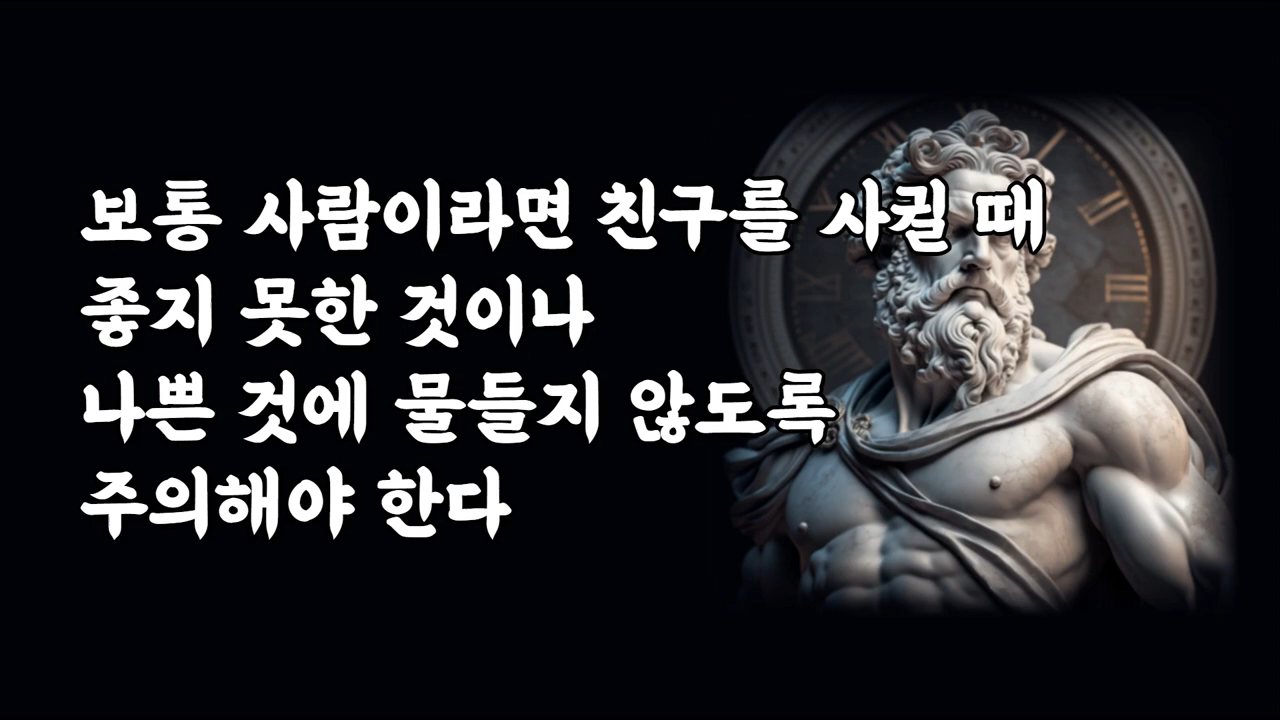 보통 사람이라면 친구를 사귈 때
좋지 못한 것이나
나쁜 것에 물들지 않도록
주의해야 한다